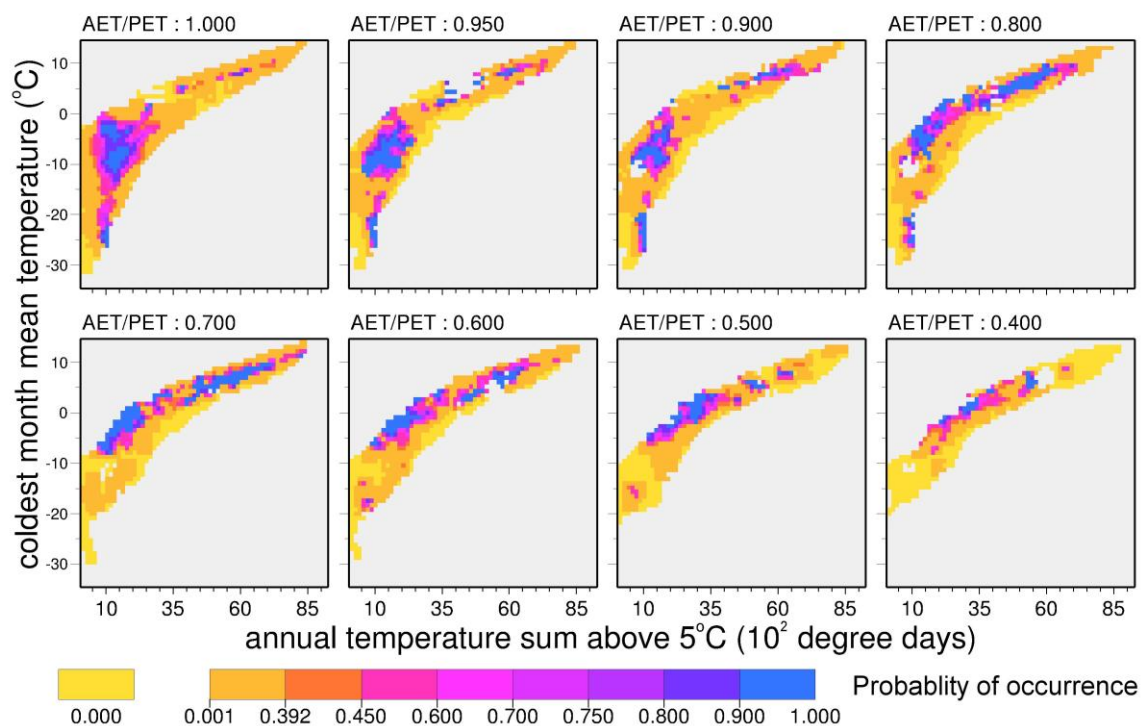 AET/PET : 1.000
AET/PET : 0.950
AET/PET : 0.900
AET/PET : 0.800
10
0
-10
-20
-30
coldest month mean temperature (°C)
AET/PET : 0.700
AET/PET : 0.600
AET/PET : 0.500
AET/PET : 0.400
10
0
-10
-20
-30
10 35 60 85
10 35 60 85
10 35 60 85
10 35 60 85
annual temperature sum above 5°C (10² degree days)
Probablity of occurrence
0.000 0.001 0.392 0.450 0.600 0.700 0.750 0.800 0.900 1.000